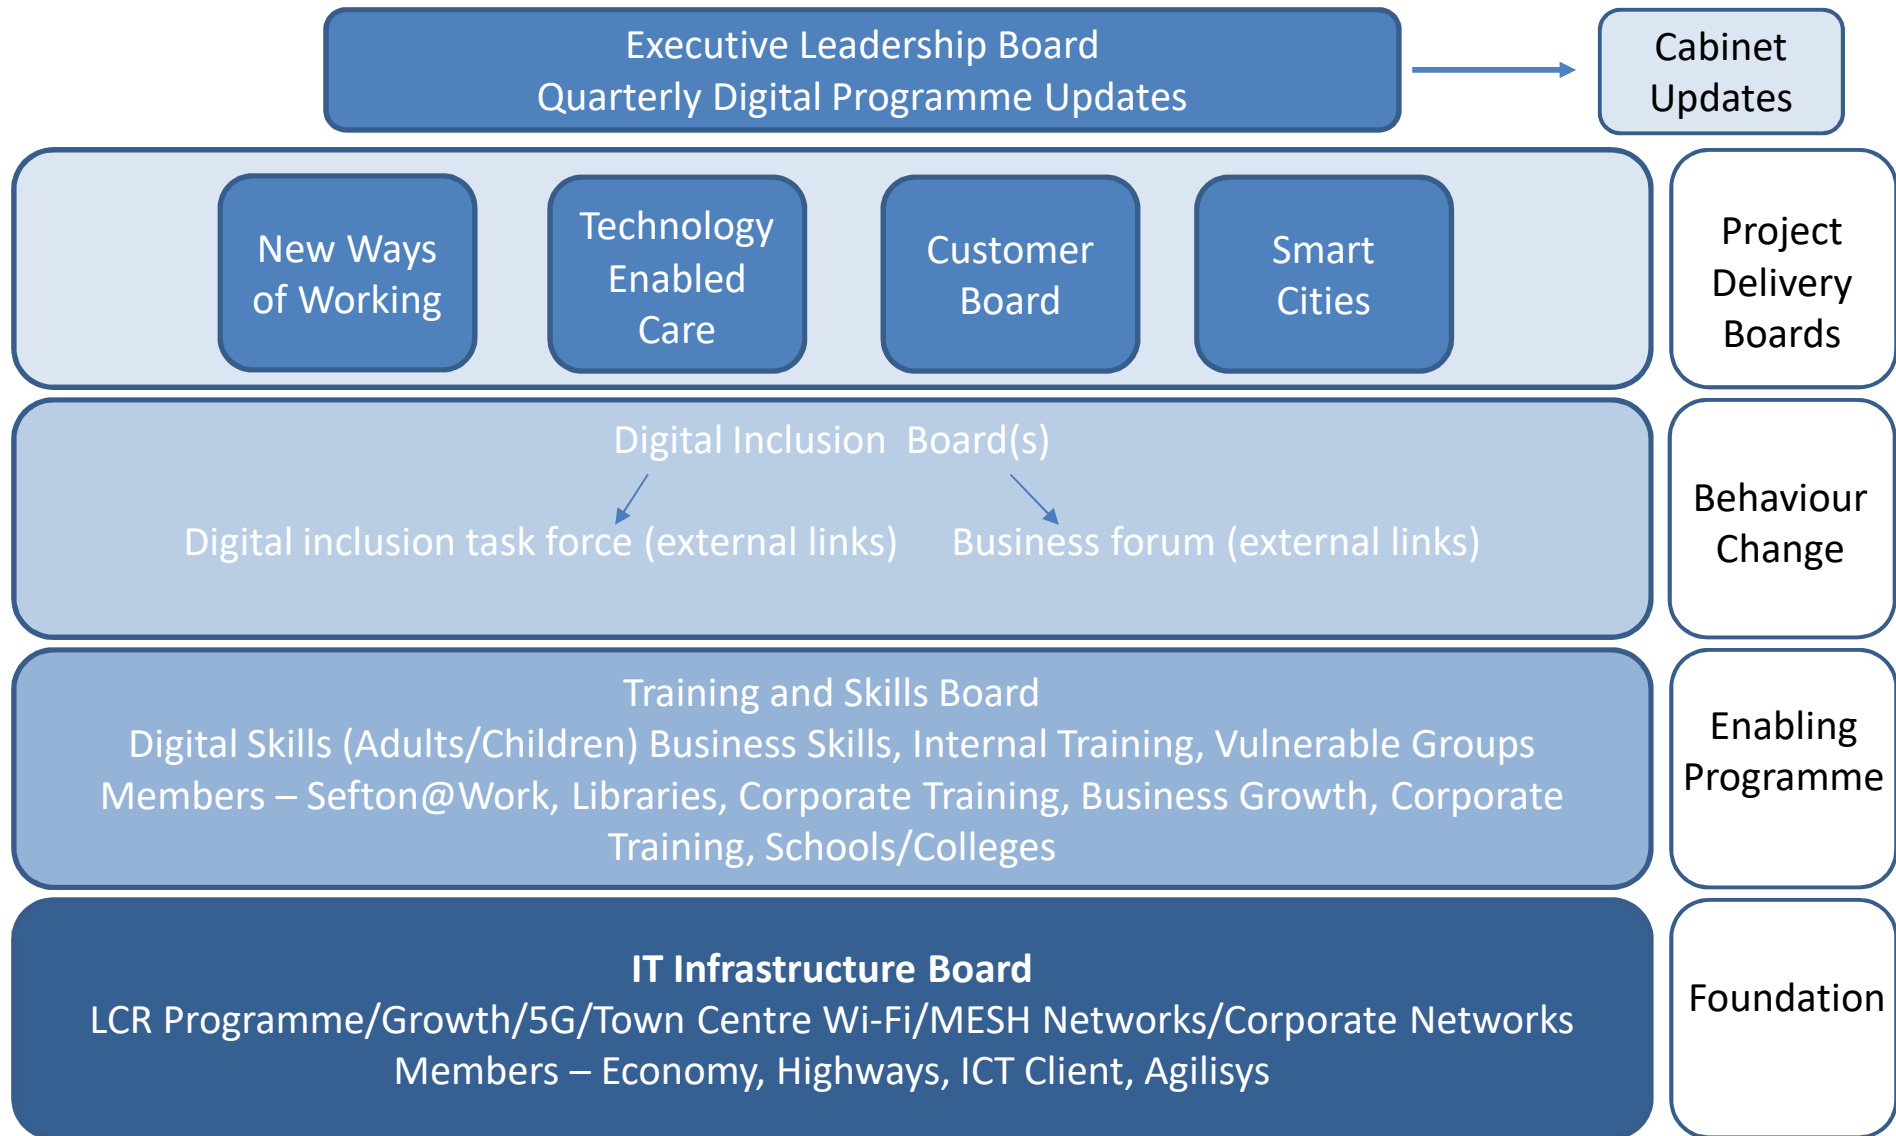 Executive Leadership Board
Quarterly Digital Programme Updates
Cabinet
Updates
New Ways
of Working
Technology
Enabled
Care
Customer
Board
Smart
Cities
Project
Delivery
Boards
Digital Inclusion  Board(s)
Digital inclusion task force (external links)
Business forum (external links)
Behaviour
Change
Training and Skills Board
Digital Skills (Adults/Children) Business Skills, Internal Training, Vulnerable Groups
Members – Sefton@Work, Libraries, Corporate Training, Business Growth, Corporate
Training, Schools/Colleges
Enabling
Programme
IT Infrastructure Board
LCR Programme/Growth/5G/Town Centre Wi-Fi/MESH Networks/Corporate Networks
Members – Economy, Highways, ICT Client, Agilisys
Foundation